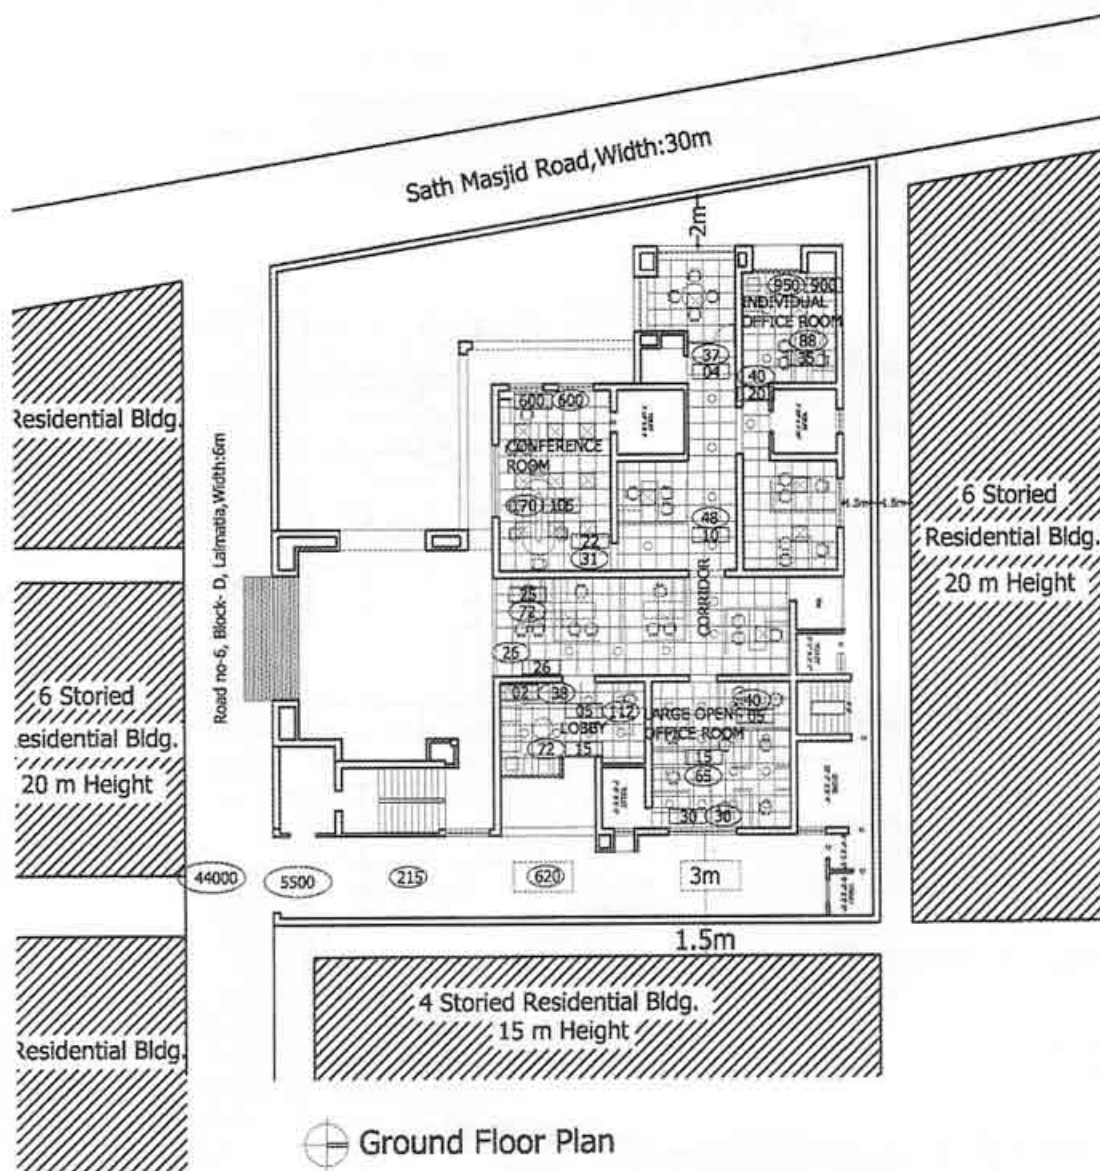 Sath Masjid Road,Width:30m
2m
950 900
INDIVIDUAL
OFFICE ROOM
88
35
37
04
40
20
600 600
Residential Bldg.
CONFERENCE
ROOM
170 105
48
10
22
31
6 Storied
Residential Bldg.
20 m Height
Road no-6, Block- D, Lalmatia,Width:6m
CORRIDOR
25
72
26
26
02 38
05 112
LOBBY
72 15
LARGE OPEN
OFFICE ROOM
40
05
15
65
30 30
TOILET
6 Storied
Residential Bldg.
20 m Height
44000
5500
215
620
3m
1.5m
4 Storied Residential Bldg.
15 m Height
Residential Bldg.
Ground Floor Plan